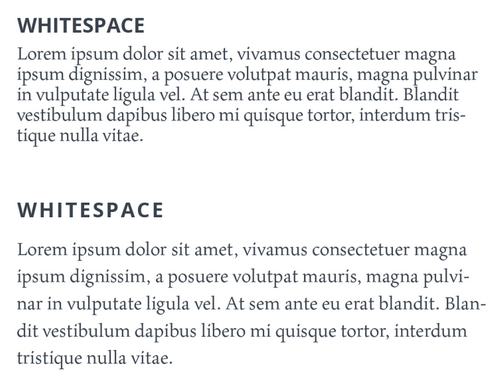 WHITESPACE
Lorem ipsum dolor sit amet, vivamus consectetuer magna
ipsum dignissim, a posuere volutpat mauris, magna pulvinar
in vulputate ligula vel. At sem ante eu erat blandit. Blandit
vestibulum dapibus libero mi quisque tortor, interdum tris-
tique nulla vitae.
WHITESPACE
Lorem ipsum dolor sit amet, vivamus consectetuer magna
ipsum dignissim, a posuere volutpat mauris, magna pulvi-
nar in vulputate ligula vel. At sem ante eu erat blandit. Blan-
dit vestibulum dapibus libero mi quisque tortor, interdum
tristique nulla vitae.